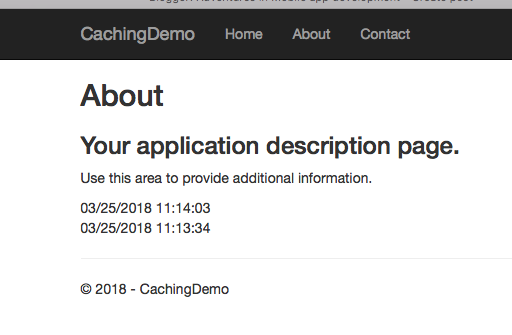 CachingDemo Home About Contact
About
Your application description page.
Use this area to provide additional information.
03/25/2018 11:14:03
03/25/2018 11:13:34
© 2018 - CachingDemo